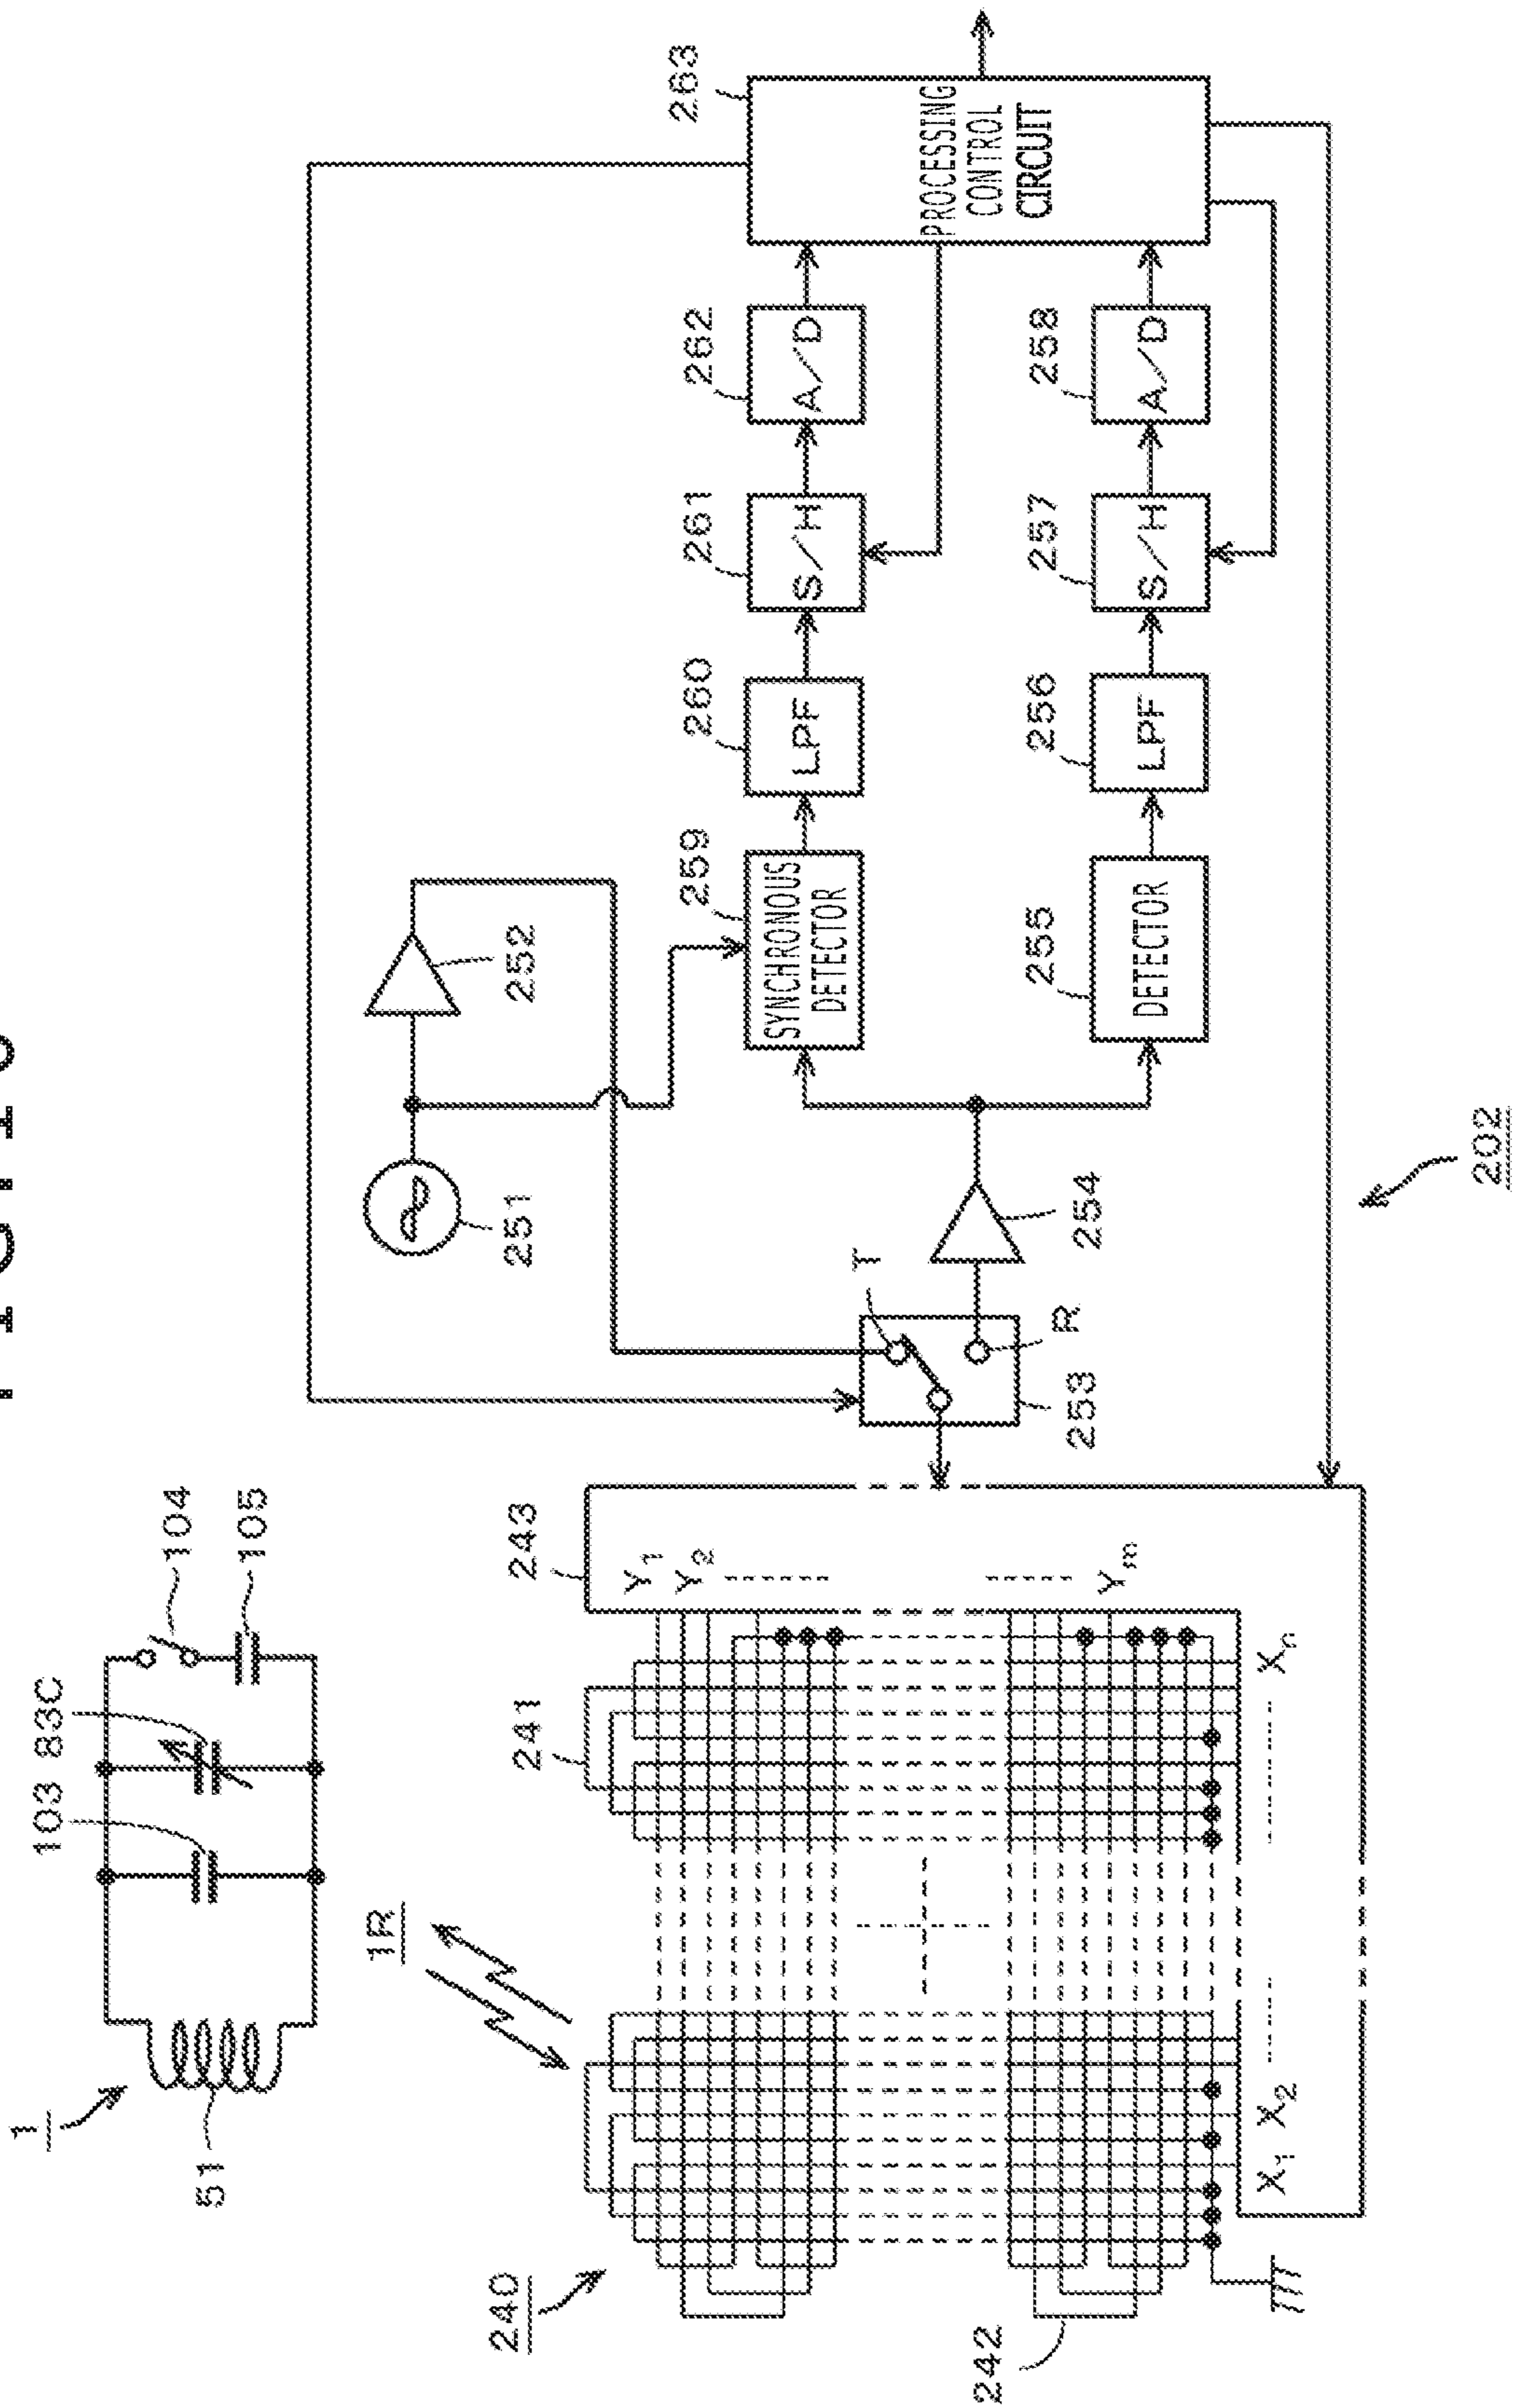 1
51
103
83C
104
105
1R
240
241
242
243
Y1
Y2
Ym
X1
X2
Xn
253
T
R
251
252
254
202
SYNCHRONOUS
DETECTOR
259
LPF
260
S/H
261
A/D
262
DETECTOR
255
LPF
256
S/H
257
A/D
258
PROCESSING
CONTROL
CIRCUIT
263